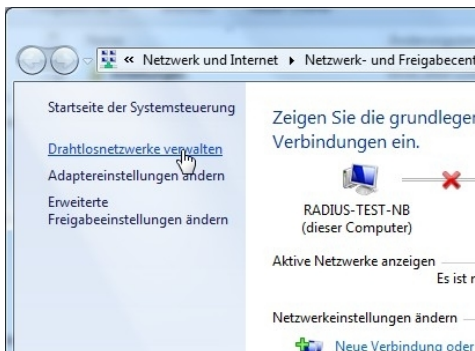 « Netzwerk und Internet ▸ Netzwerk- und Freigabecent
Startseite der Systemsteuerung
Drahtlosnetzwerke verwalten
Adaptereinstellungen ändern
Erweiterte
Freigabeeinstellungen ändern
Zeigen Sie die grundleger
Verbindungen ein.
RADIUS-TEST-NB
(dieser Computer)
Aktive Netzwerke anzeigen
Es ist
Netzwerkeinstellungen ändern
Neue Verbindung oder